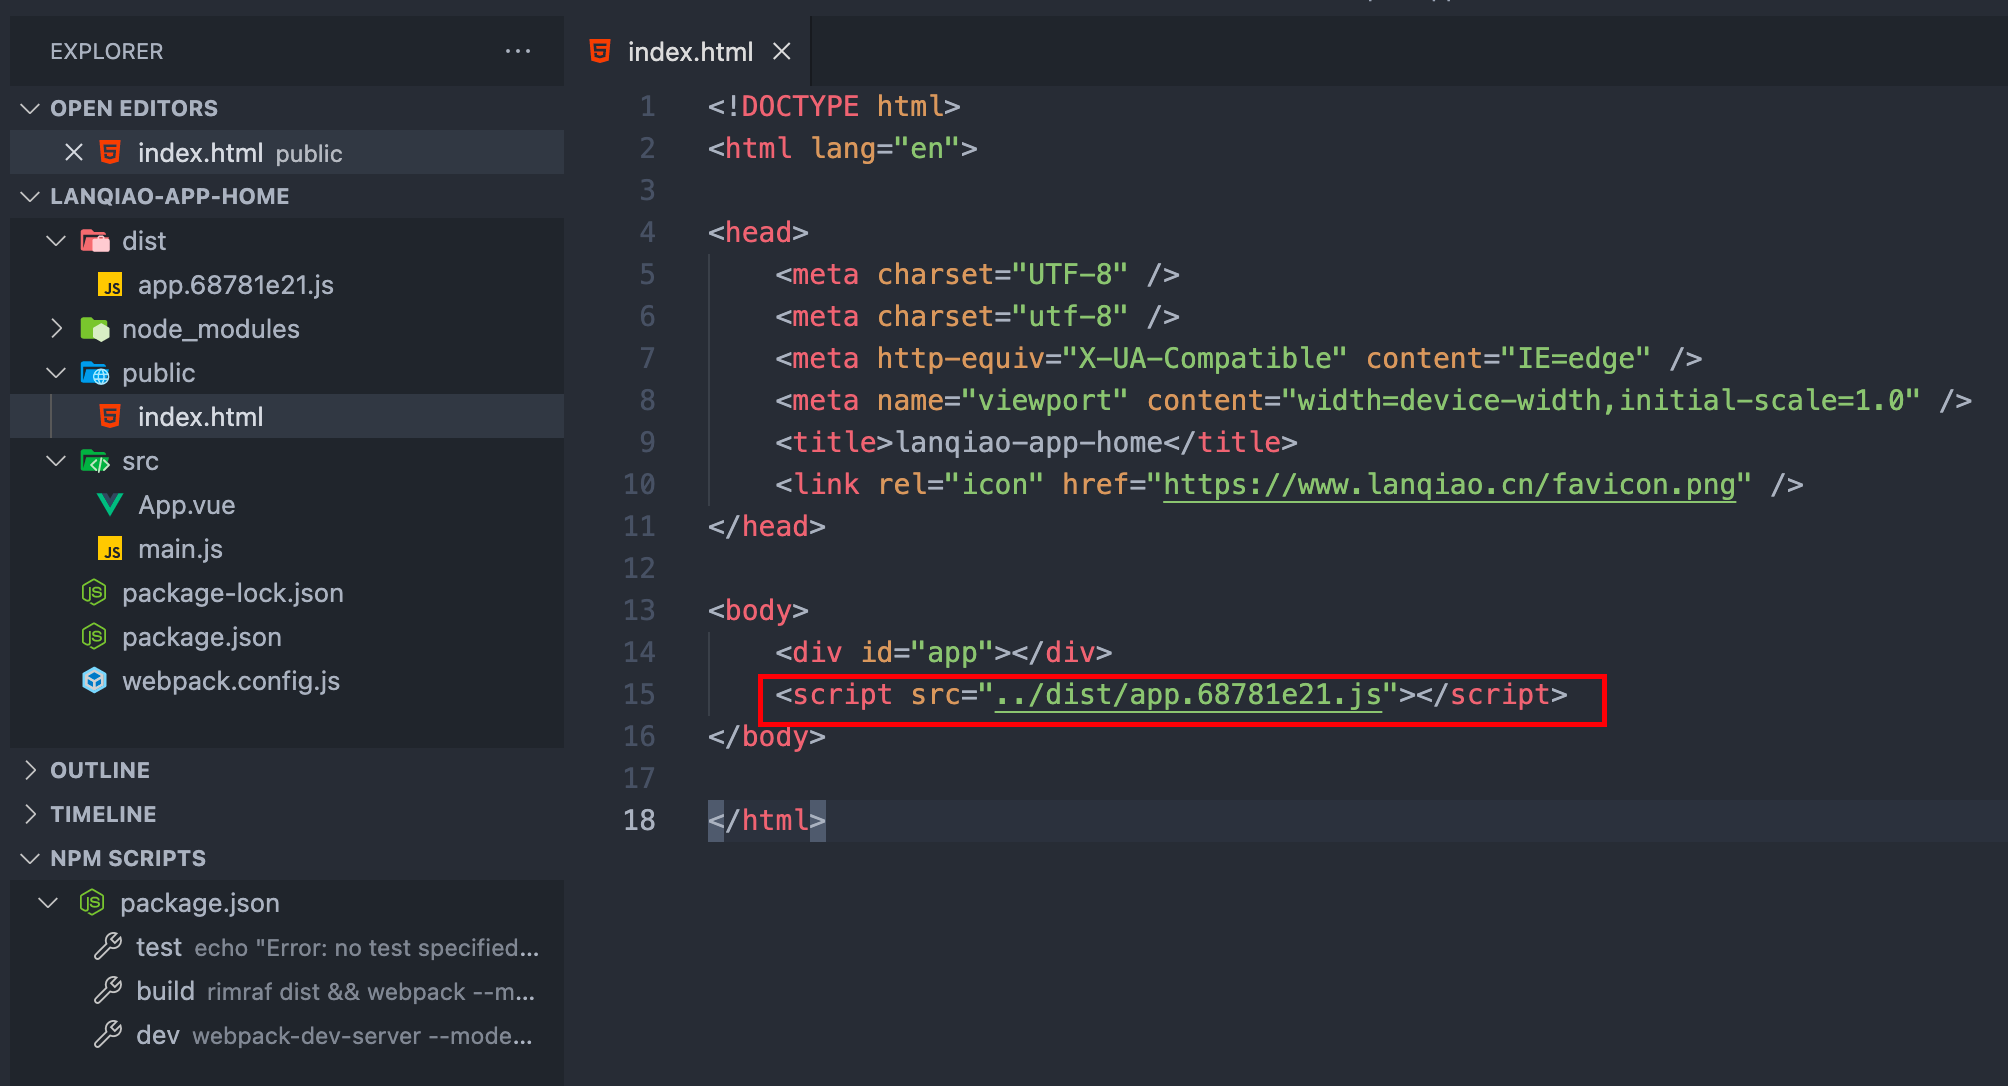 EXPLORER
OPEN EDITORS
index.html public
LANQIAO-APP-HOME
dist
app.68781e21.js
node_modules
public
index.html
src
App.vue
main.js
package-lock.json
package.json
webpack.config.js
OUTLINE
TIMELINE
NPM SCRIPTS
package.json
test echo "Error: no test specified...
build rimraf dist && webpack --m...
dev webpack-dev-server --mode...
index.html
1 <!DOCTYPE html>
2 <html lang="en">
3
4 <head>
5 <meta charset="UTF-8" />
6 <meta charset="utf-8" />
7 <meta http-equiv="X-UA-Compatible" content="IE=edge" />
8 <meta name="viewport" content="width=device-width,initial-scale=1.0" />
9 <title>lanqiao-app-home</title>
10 <link rel="icon" href="https://www.lanqiao.cn/favicon.png" />
11 </head>
12
13 <body>
14 <div id="app"></div>
15 <script src="../dist/app.68781e21.js"></script>
16 </body>
17
18 </html>